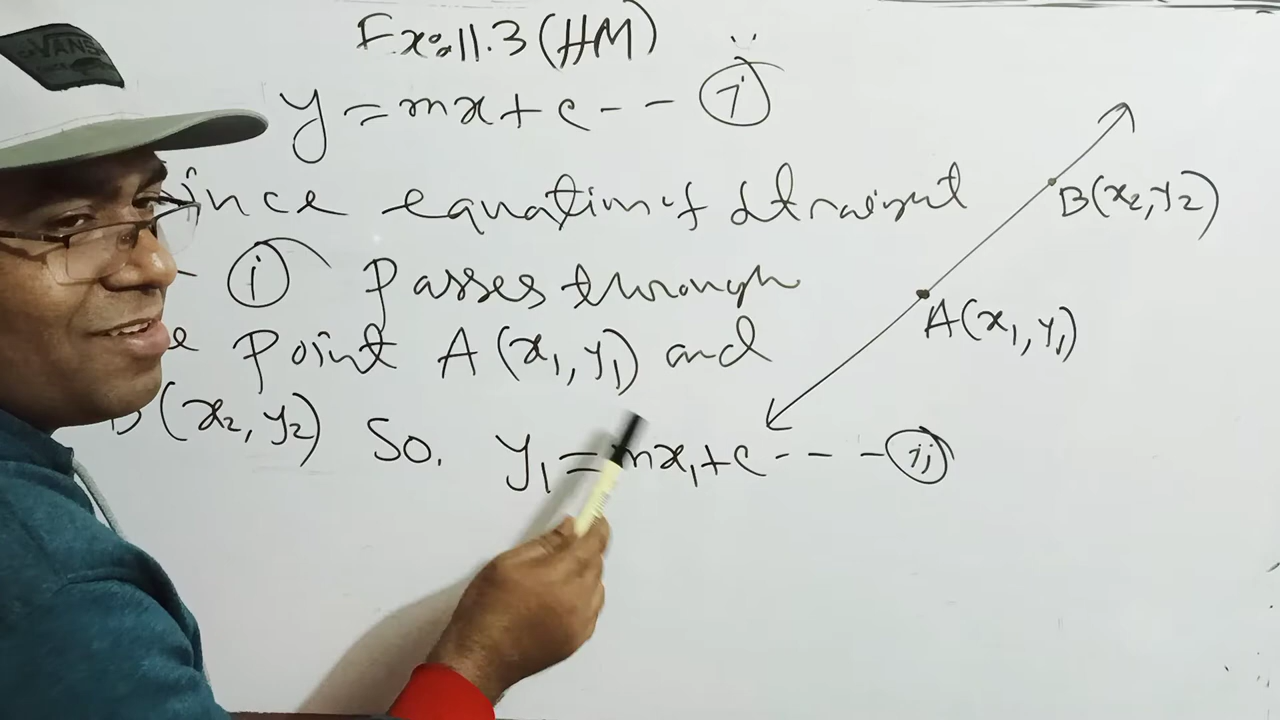 VANS
Ex:11.3 (HM)
y = mx + c - - (i)
Since equation of straight
(i) Passes through
Point A(x₁, y₁) and
B(x₂, y₂) So. y₁ = mx₁ + c - - - (ii)
B(x₂, y₂)
A(x₁, y₁)